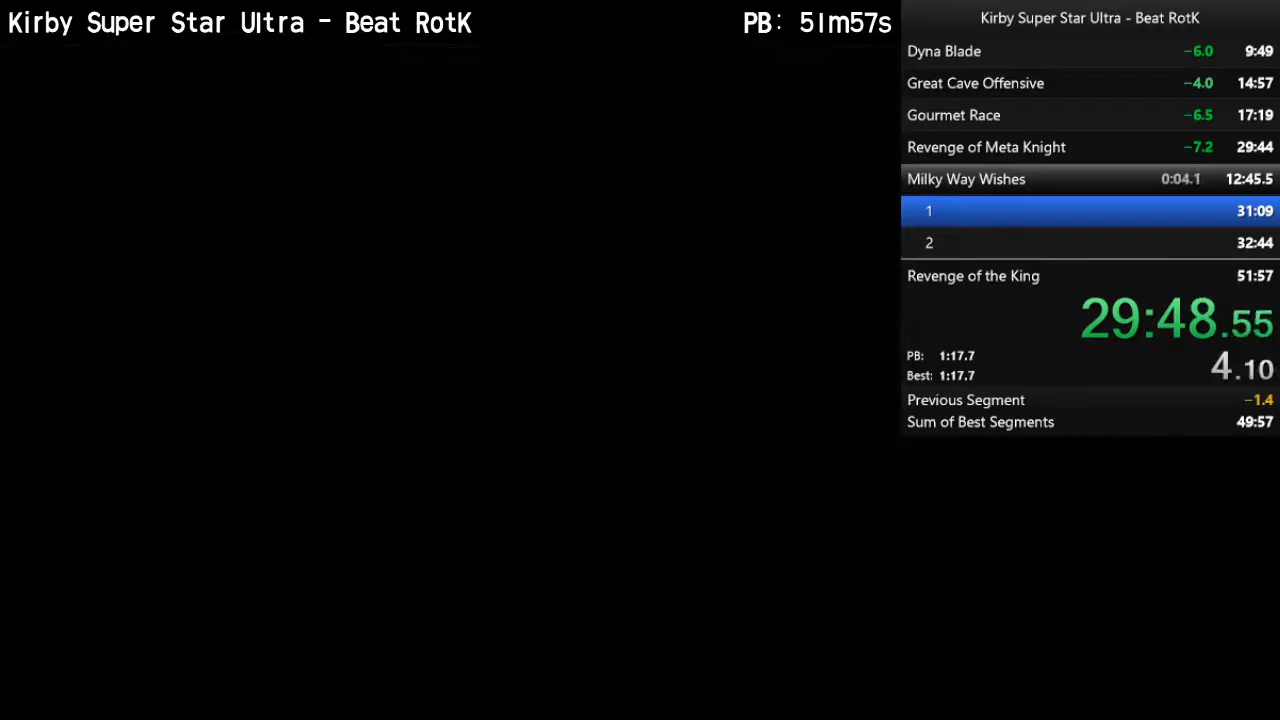 Kirby Super Star Ultra - Beat RotK
PB: 51m57s
Kirby Super Star Ultra - Beat RotK
Dyna Blade −6.0 9:49
Great Cave Offensive −4.0 14:57
Gourmet Race −6.5 17:19
Revenge of Meta Knight −7.2 29:44
Milky Way Wishes 0:04.1 12:45.5
1 31:09
2 32:44
Revenge of the King 51:57
29:48.55
PB: 1:17.7
4.10
Best: 1:17.7
Previous Segment −1.4
Sum of Best Segments 49:57